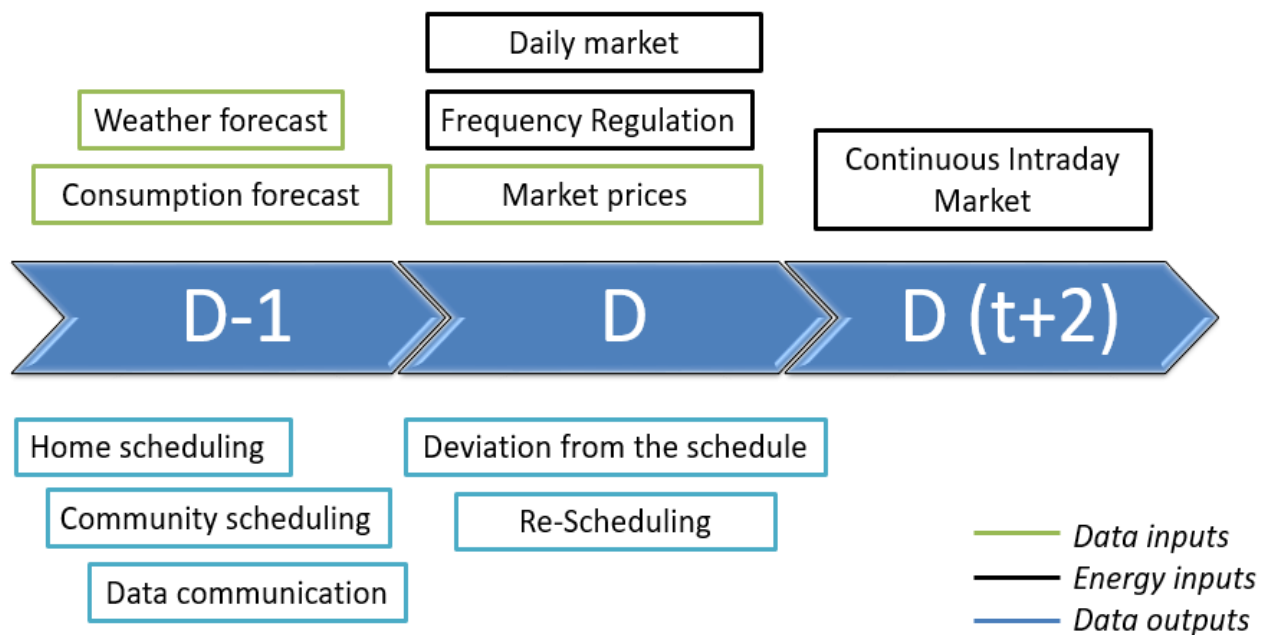 Daily market
Weather forecast
Frequency Regulation
Consumption forecast
Market prices
Continuous Intraday
Market
D-1
D
D (t+2)
Home scheduling
Deviation from the schedule
Community scheduling
Re-Scheduling
Data communication
Data inputs
Energy inputs
Data outputs